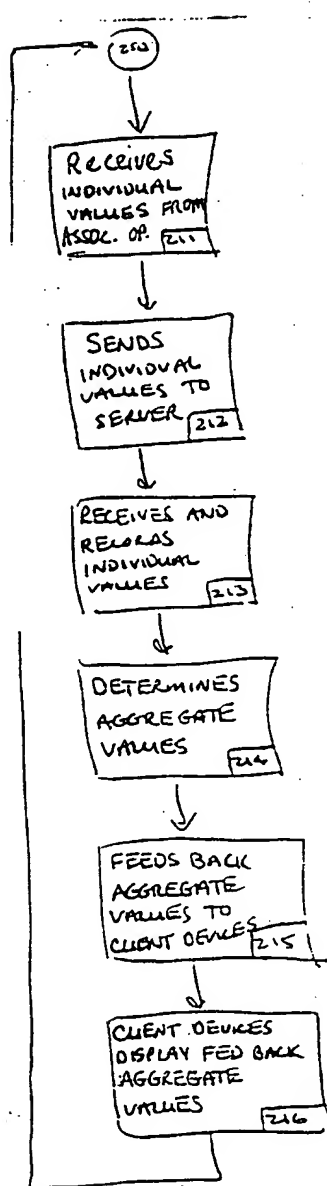 RECEIVES
INDIVIDUAL
VALUES FROM
ASSOC. OP.
211
SENDS
INDIVIDUAL
VALUES TO
SERVER
212
RECEIVES AND
RECORDS
INDIVIDUAL
VALUES
213
DETERMINES
AGGREGATE
VALUES
214
FEEDS BACK
AGGREGATE
VALUES TO
CLIENT DEVICES
215
CLIENT DEVICES
DISPLAY FED BACK
AGGREGATE
VALUES
216